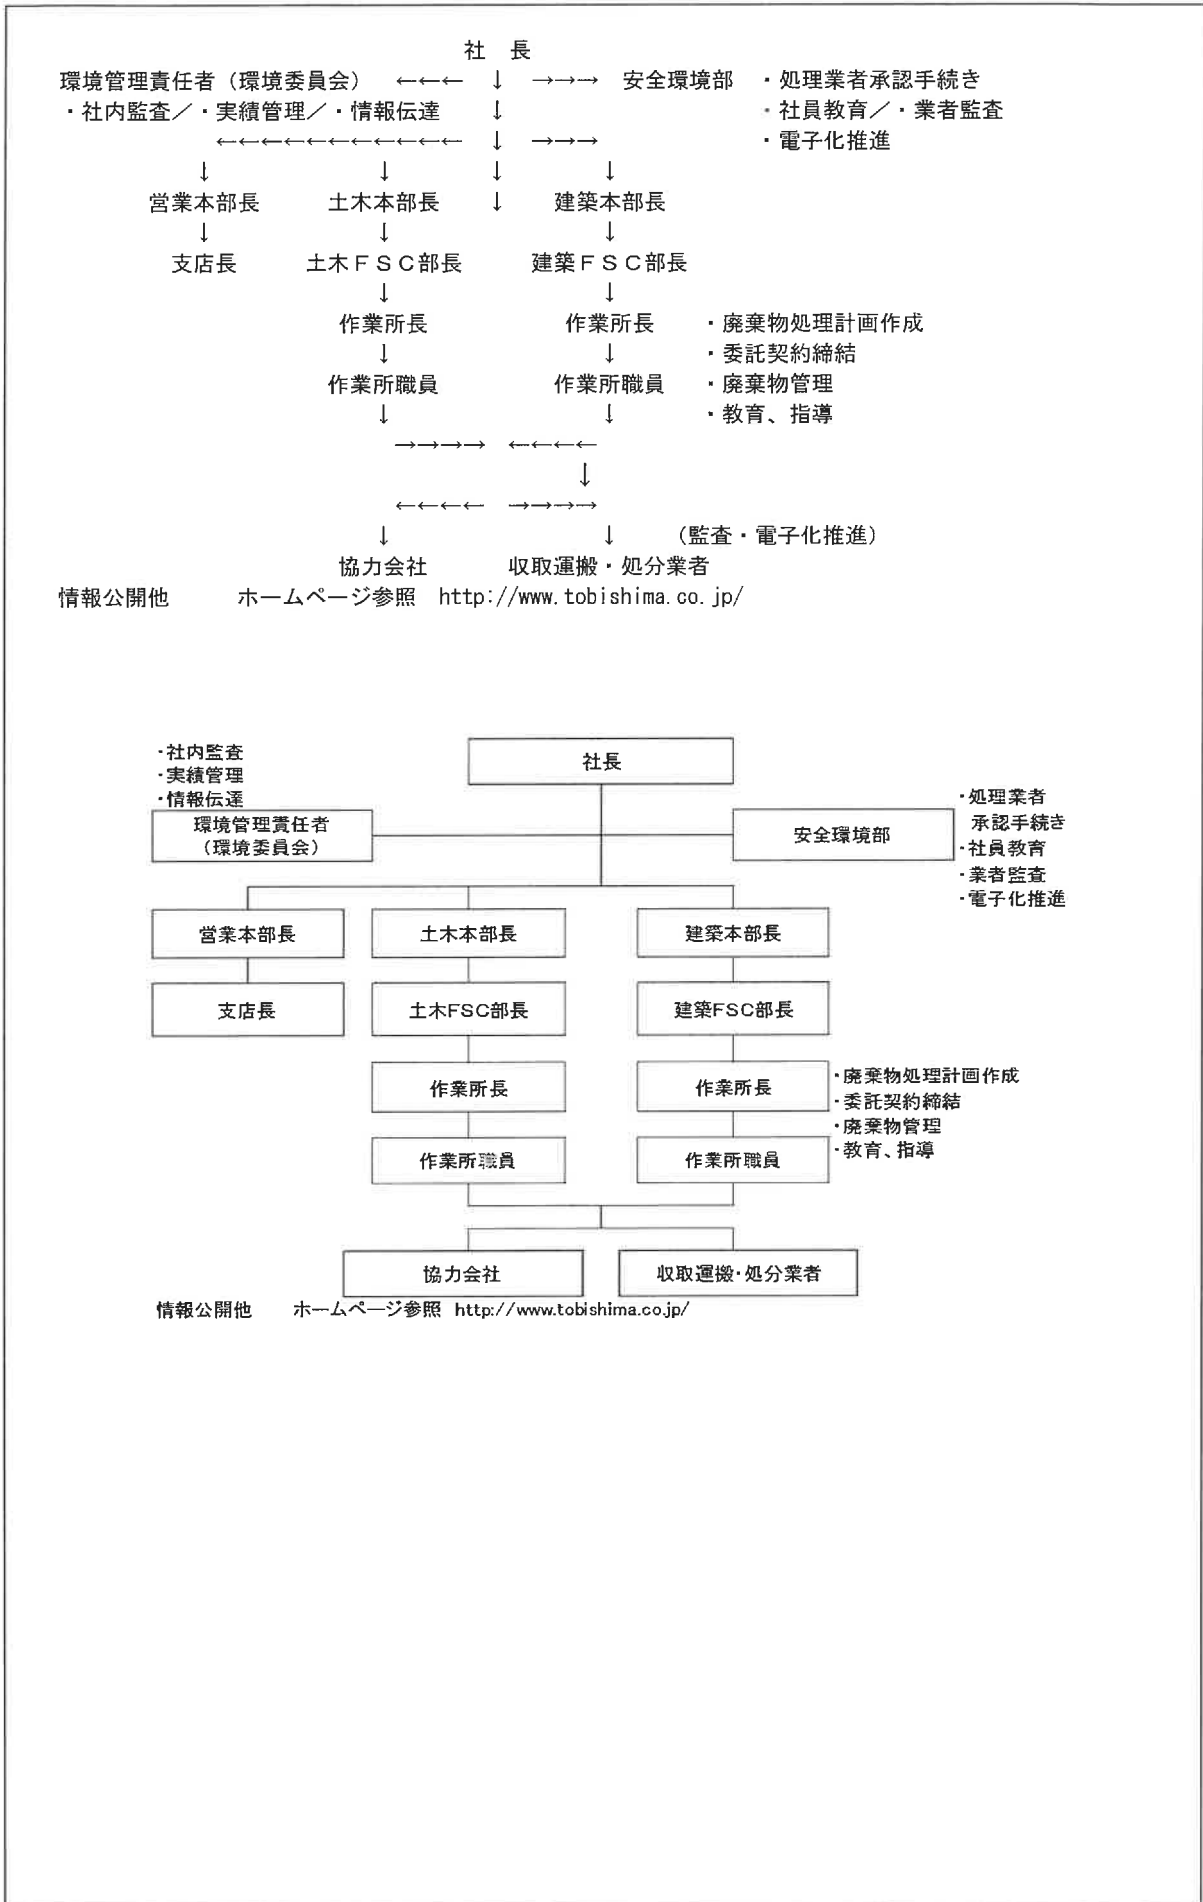 社　長
環境管理責任者（環境委員会）　←←←　↓　→→→　安全環境部　・処理業者承認手続き
・社内監査／・実績管理／・情報伝達　↓　・社員教育／・業者監査
←←←←←←←←←←←　↓　→→→　・電子化推進
↓　↓　↓　↓
営業本部長　土木本部長　↓　建築本部長
↓　↓　↓
支店長　土木ＦＳＣ部長　建築ＦＳＣ部長
↓　↓
作業所長　作業所長　・廃棄物処理計画作成
↓　↓　・委託契約締結
作業所職員　作業所職員　・廃棄物管理
↓　↓　・教育、指導
→→→→　←←←←
↓
←←←←　→→→→
↓　↓　（監査・電子化推進）
協力会社　収取運搬・処分業者
情報公開他　ホームページ参照　http://www.tobishima.co.jp/
・社内監査
・実績管理
・情報伝達
社長
環境管理責任者
（環境委員会）
安全環境部
・処理業者
承認手続き
・社員教育
・業者監査
・電子化推進
営業本部長　土木本部長　建築本部長
支店長　土木FSC部長　建築FSC部長
作業所長　作業所長
・廃棄物処理計画作成
・委託契約締結
・廃棄物管理
・教育、指導
作業所職員　作業所職員
協力会社　収取運搬・処分業者
情報公開他　ホームページ参照　http://www.tobishima.co.jp/